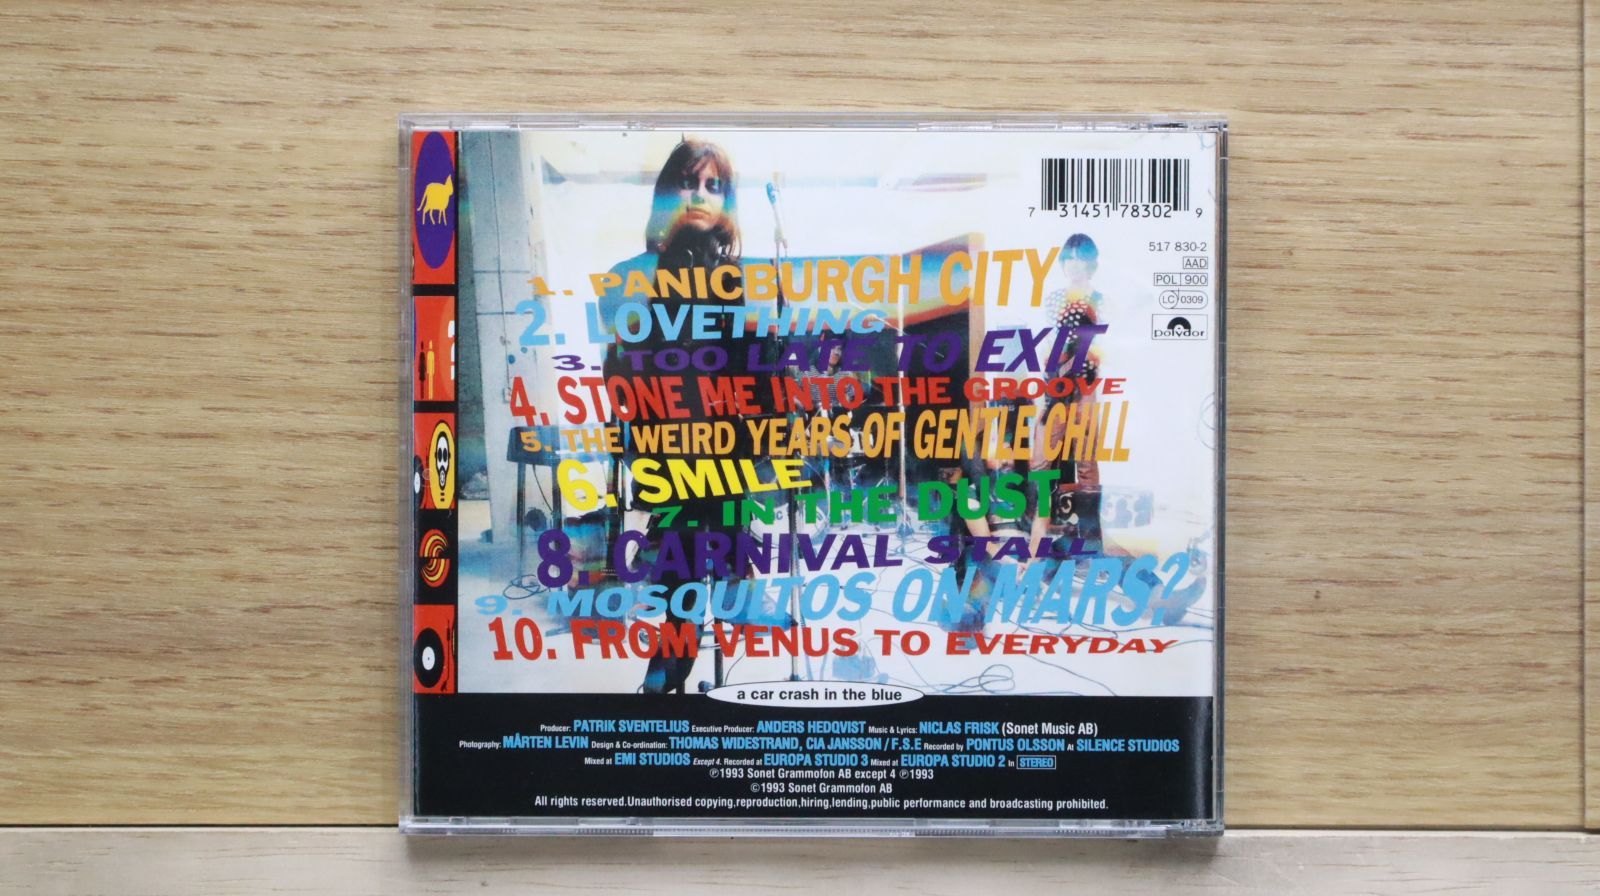 7 31451 78302 9
517 830-2
AAD
POL 900
LC 0309
polydor
1. PANICBURGH CITY
2. LOVETHING
3. TOO LATE TO EXIT
4. STONE ME INTO THE GROOVE
5. THE WEIRD YEARS OF GENTLE CHILL
6. SMILE
7. IN THE DUST
8. CARNIVAL STALL
9. MOSQUITOS ON MARS?
10. FROM VENUS TO EVERYDAY
a car crash in the blue
Producer: PATRIK SVENTELIUS Executive Producer: ANDERS HEDQVIST Music & Lyrics: NICLAS FRISK (Sonet Music AB)
Photography: MÅRTEN LEVIN Design & Co-ordination: THOMAS WIDESTRAND, CIA JANSSON / F.S.E Recorded by PONTUS OLSSON At SILENCE STUDIOS
Mixed at EMI STUDIOS Except 4. Recorded at EUROPA STUDIO 3 Mixed at EUROPA STUDIO 2 In STEREO
℗1993 Sonet Grammofon AB except 4 ℗1993
©1993 Sonet Grammofon AB
All rights reserved.Unauthorised copying,reproduction,hiring,lending,public performance and broadcasting prohibited.